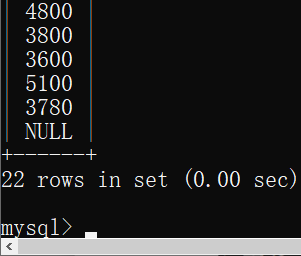 | 4800 |
| 3800 |
| 3600 |
| 5100 |
| 3780 |
| NULL |
+------+
22 rows in set (0.00 sec)
mysql>